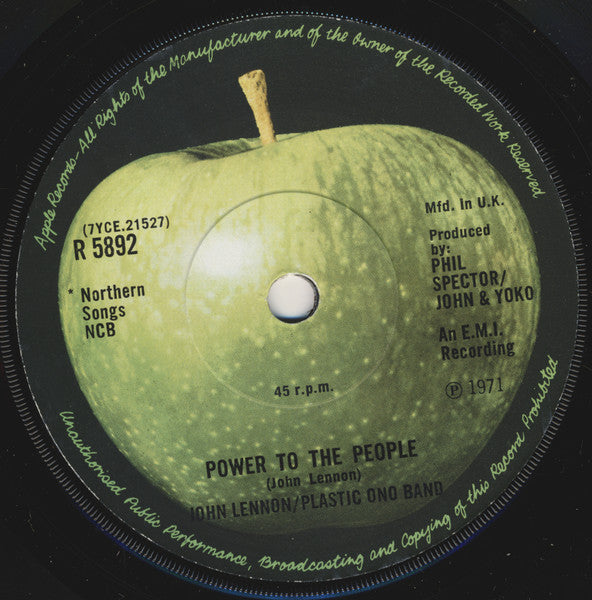 Apple Records-All Rights of the Manufacturer and of the Owner of the Recorded Work Reserved
(7YCE.21527)
R 5892
* Northern
Songs
NCB
Mfd. In U.K.
Produced
by:
PHIL
SPECTOR/
JOHN & YOKO
An E.M.I.
Recording
℗ 1971
45 r.p.m.
POWER TO THE PEOPLE
(John Lennon)
JOHN LENNON/PLASTIC ONO BAND
Unauthorised Public Performance, Broadcasting and Copying of this Record Prohibited